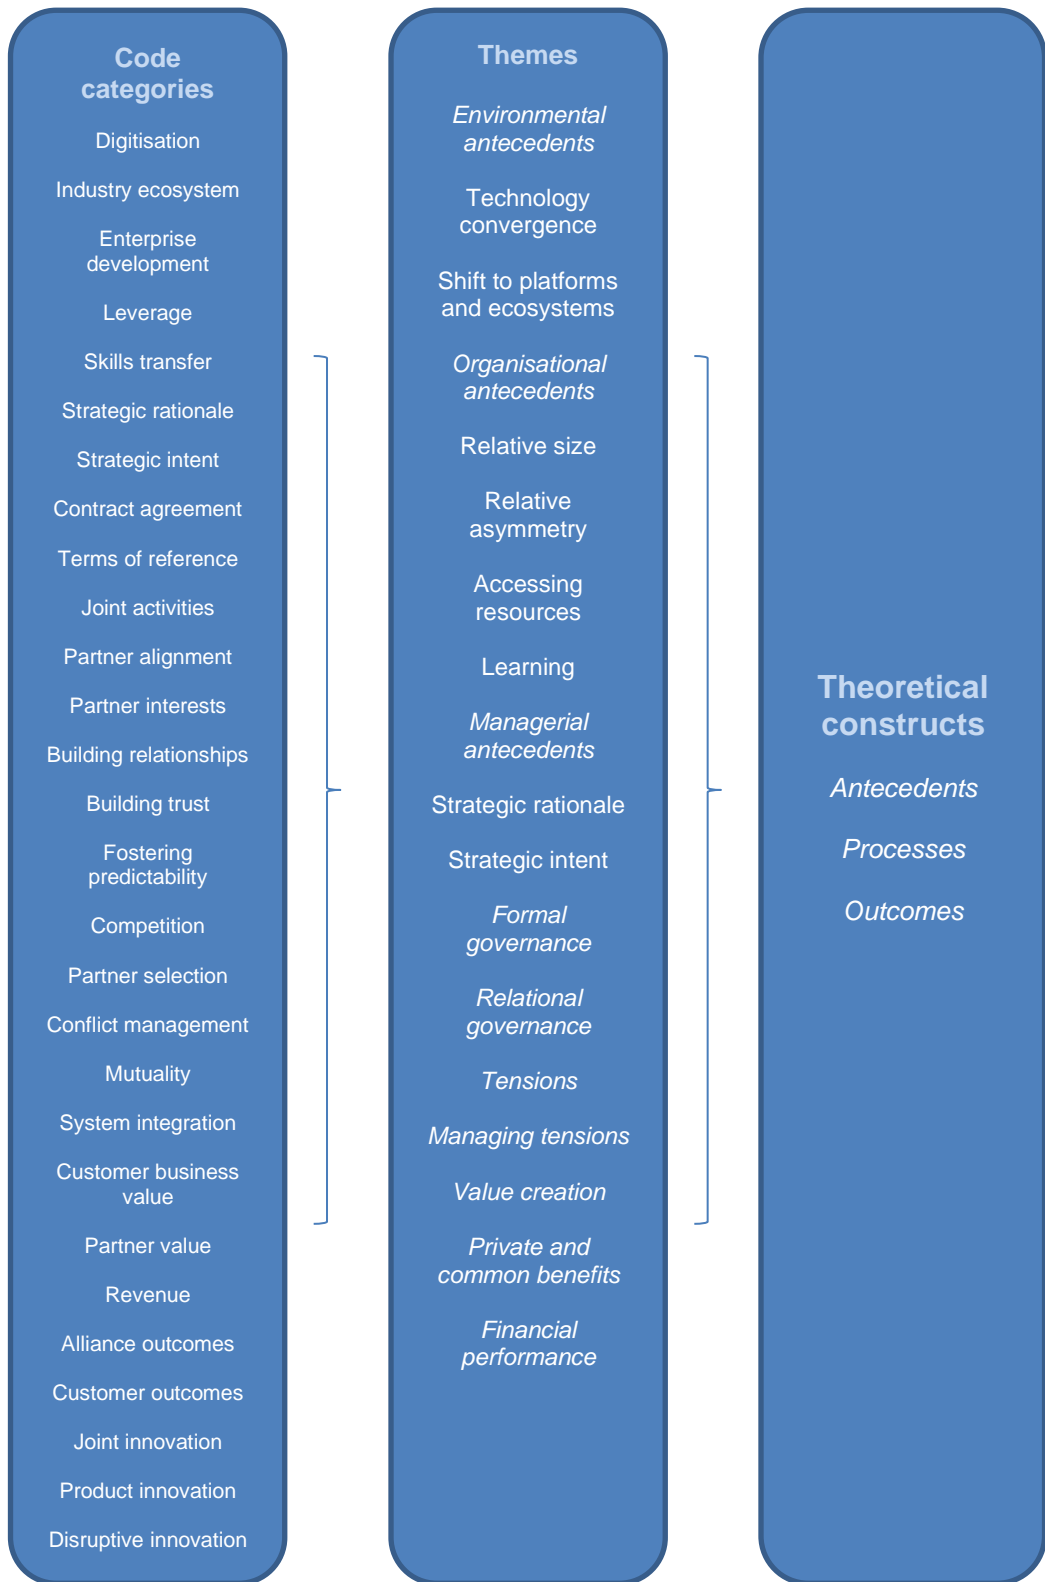 Code
categories
Digitisation
Industry ecosystem
Enterprise
development
Leverage
Skills transfer
Strategic rationale
Strategic intent
Contract agreement
Terms of reference
Joint activities
Partner alignment
Partner interests
Building relationships
Building trust
Fostering
predictability
Competition
Partner selection
Conflict management
Mutuality
System integration
Customer business
value
Partner value
Revenue
Alliance outcomes
Customer outcomes
Joint innovation
Product innovation
Disruptive innovation
Themes
Environmental
antecedents
Technology
convergence
Shift to platforms
and ecosystems
Organisational
antecedents
Relative size
Relative
asymmetry
Accessing
resources
Learning
Managerial
antecedents
Strategic rationale
Strategic intent
Formal
governance
Relational
governance
Tensions
Managing tensions
Value creation
Private and
common benefits
Financial
performance
Theoretical
constructs
Antecedents
Processes
Outcomes